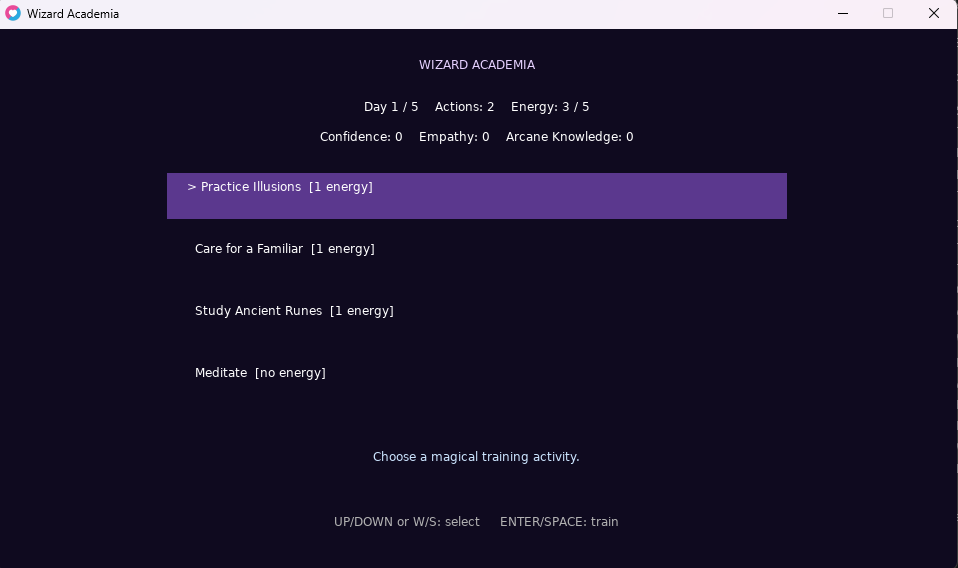 Wizard Academia
WIZARD ACADEMIA
Day 1 / 5    Actions: 2    Energy: 3 / 5
Confidence: 0    Empathy: 0    Arcane Knowledge: 0
> Practice Illusions  [1 energy]
Care for a Familiar  [1 energy]
Study Ancient Runes  [1 energy]
Meditate  [no energy]
Choose a magical training activity.
UP/DOWN or W/S: select     ENTER/SPACE: train